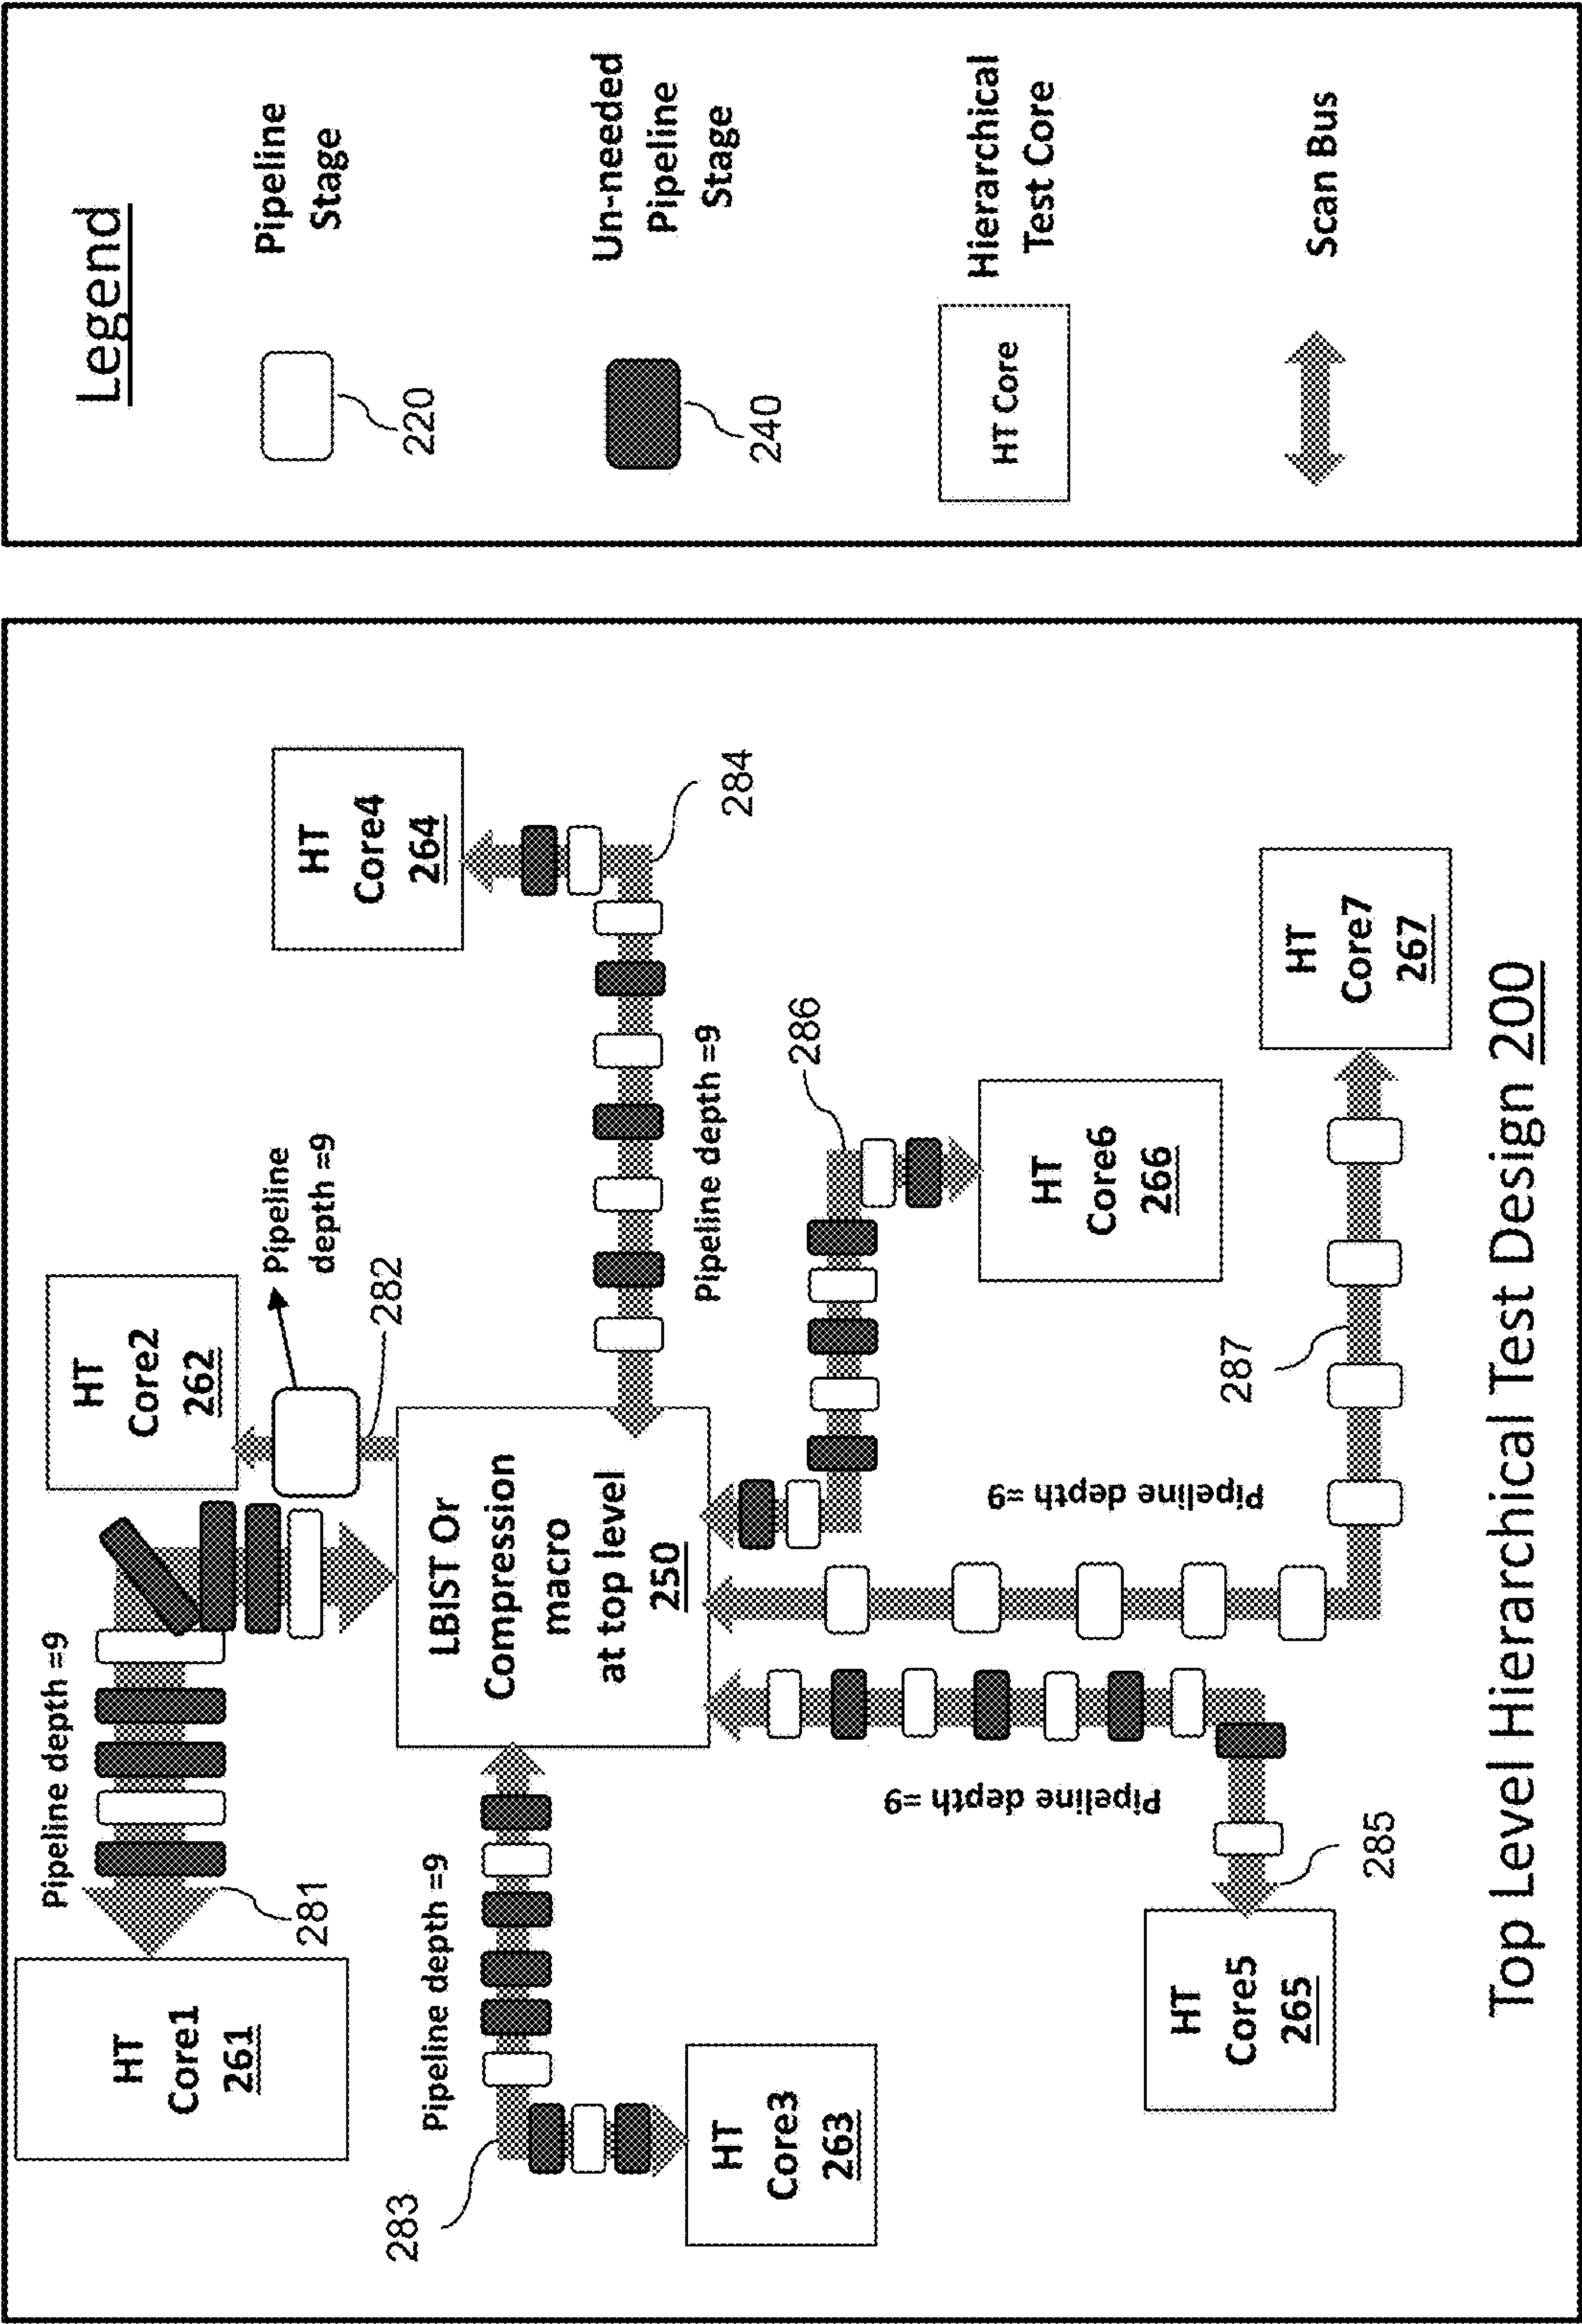 Pipeline depth =9
HT
Core1
261
281
HT
Core2
262
Pipeline
depth =9
282
HT
Core4
264
284
Pipeline depth =9
Pipeline depth =9
283
HT
Core3
263
LBIST Or
Compression
macro
at top level
250
286
HT
Core6
266
Pipeline depth =9
Pipeline depth =9
285
HT
Core5
265
287
HT
Core7
267
Top Level Hierarchical Test Design 200
Legend
220
Pipeline
Stage
240
Un-needed
Pipeline
Stage
HT Core
Hierarchical
Test Core
Scan Bus